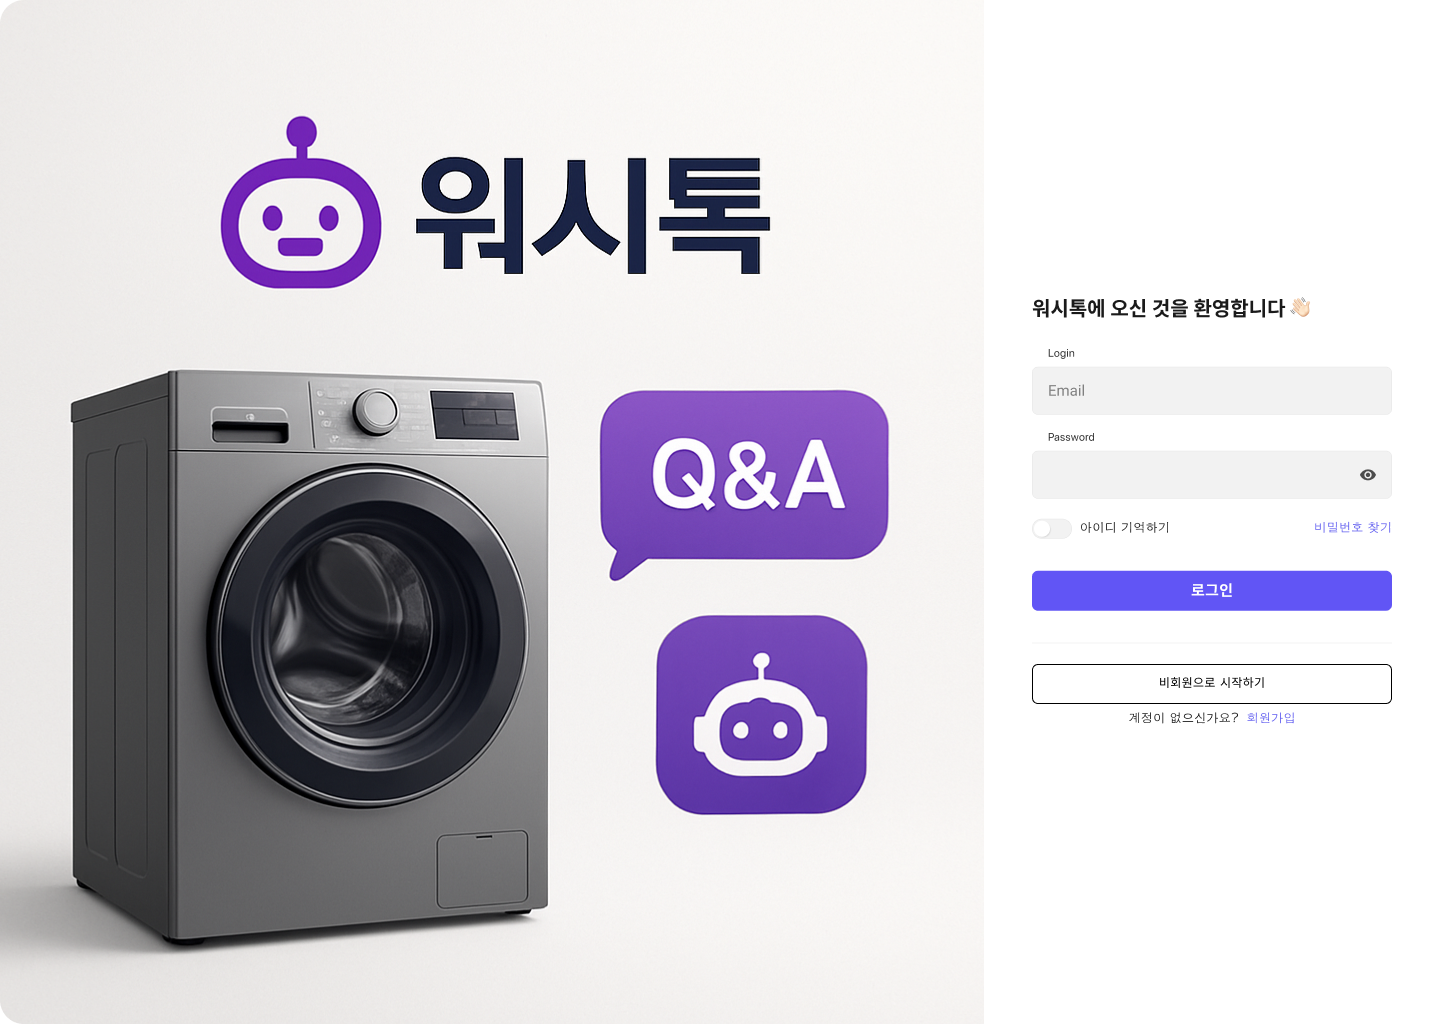 워시톡
Q&A
워시톡에 오신 것을 환영합니다 👋🏻
Login
Email
Password
아이디 기억하기
비밀번호 찾기
로그인
비회원으로 시작하기
계정이 없으신가요? 회원가입